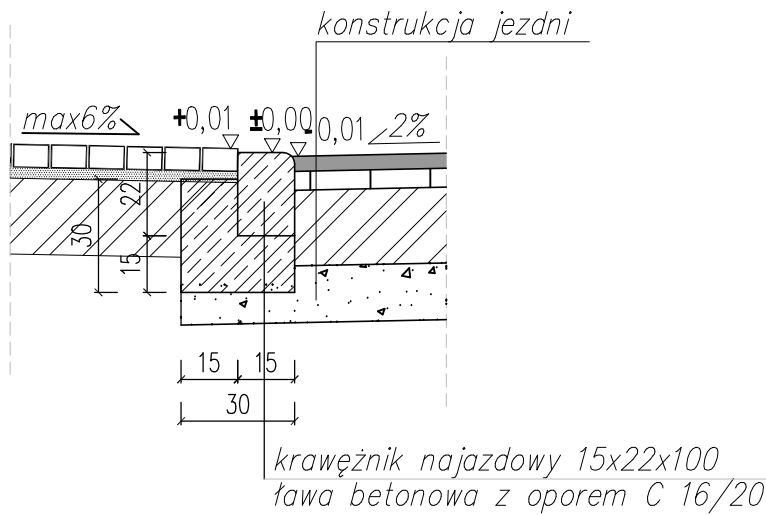 konstrukcja jezdni
max6%
+0,01
±0,00
-0,01
2%
22
30
15
15
15
30
krawężnik najazdowy 15x22x100
ława betonowa z oporem C 16/20